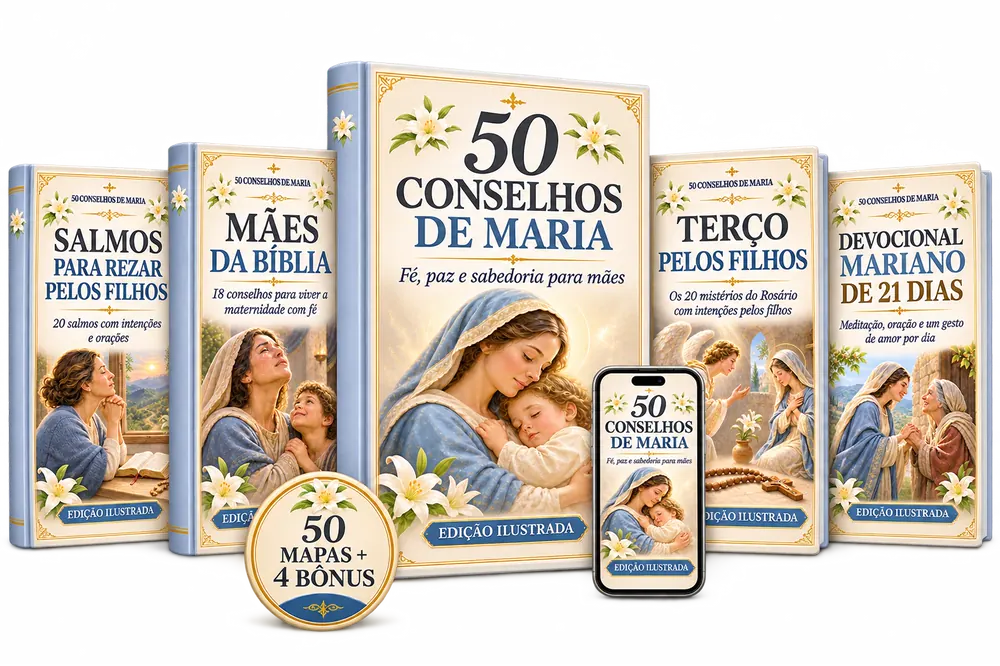 50 CONSELHOS DE MARIA
SALMOS
PARA REZAR
PELOS FILHOS
20 salmos com intenções
e orações
EDIÇÃO ILUSTRADA
50 CONSELHOS DE MARIA
MÃES
DA BÍBLIA
18 conselhos para viver a
maternidade com fé
50
CONSELHOS
DE MARIA
Fé, paz e sabedoria para mães
EDIÇÃO ILUSTRADA
50 CONSELHOS DE MARIA
TERÇO
PELOS FILHOS
Os 20 mistérios do Rosário
com intenções pelos filhos
EDIÇÃO ILUSTRADA
50 CONSELHOS DE MARIA
DEVOCIONAL
MARIANO
DE 21 DIAS
Meditação, oração e um gesto
de amor por dia
EDIÇÃO ILUSTRADA
50
MAPAS +
4 BÔNUS
50
CONSELHOS
DE MARIA
Fé, paz e sabedoria para mães
EDIÇÃO ILUSTRADA